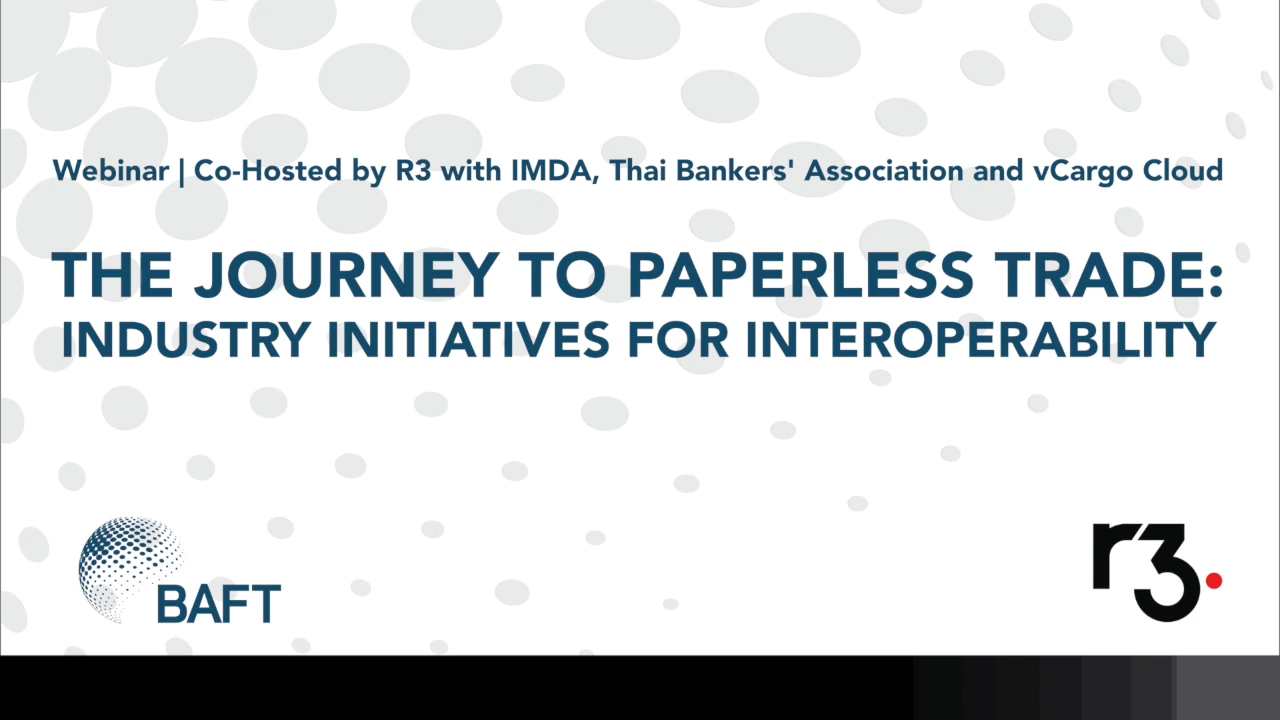 Webinar | Co-Hosted by R3 with IMDA, Thai Bankers' Association and vCargo Cloud
THE JOURNEY TO PAPERLESS TRADE:
INDUSTRY INITIATIVES FOR INTEROPERABILITY
BAFT
r3.